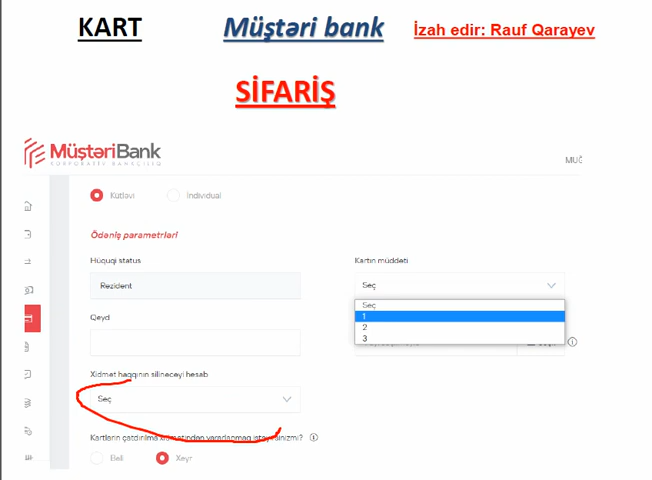 KART
Müştəri bank
İzah edir: Rauf Qarayev
SİFARİŞ
MüştəriBank
KORPORATİV BANKÇILIQ
MUĞ
Kütləvi
İndividual
Ödəniş parametrləri
Hüquqi status
Kartın müddəti
Rezident
Seç
Seç
1
2
3
Qeyd
Xidmət haqqının silinəcəyi hesab
Seç
Kartların çatdırılma xidmətindən yararlanmaq istəyirsinizmi?
Bəli
Xeyr